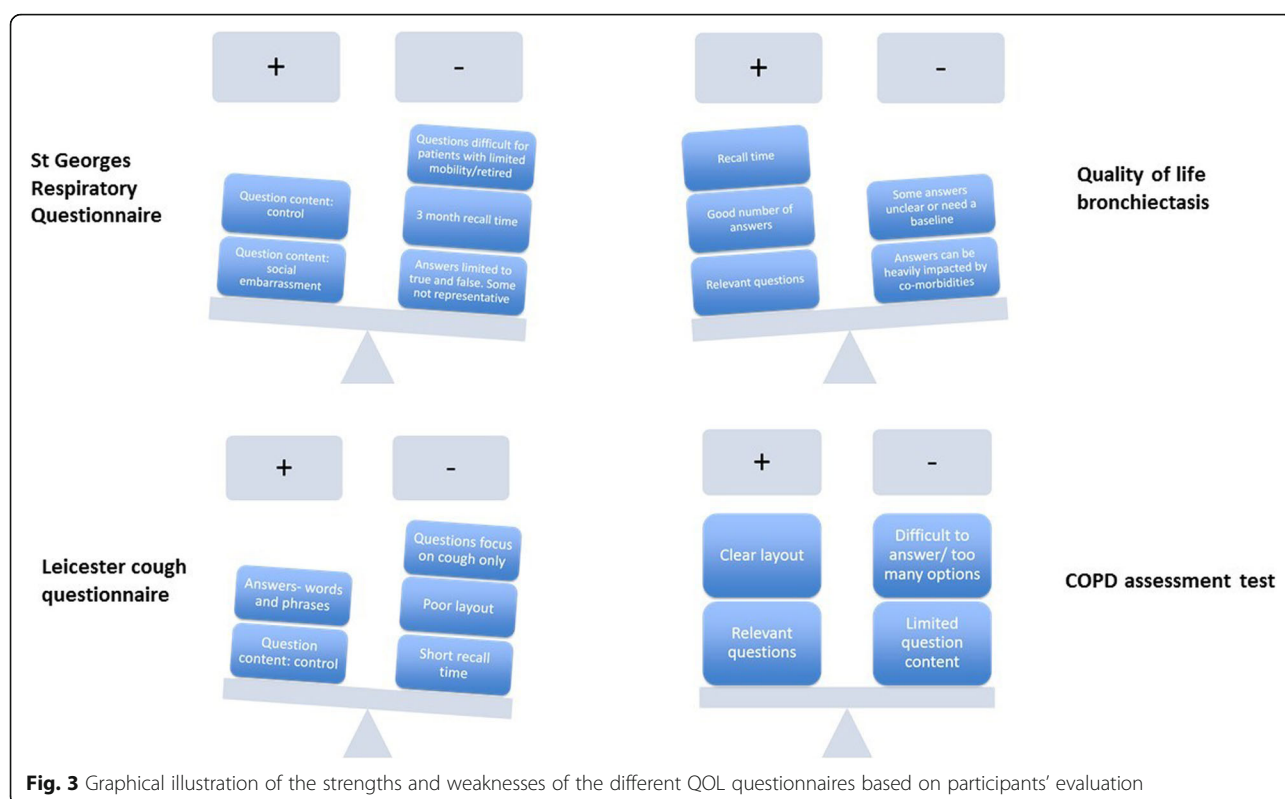 +
-
St Georges
Respiratory
Questionnaire
Question content:
control
Question content:
social
embarrassment
Questions difficult for
patients with limited
mobility/retired
3 month recall time
Answers limited to
true and false. Some
not representative
+
-
Recall time
Good number of
answers
Relevant questions
Some answers
unclear or need a
baseline
Answers can be
heavily impacted by
co-morbidities
Quality of life
bronchiectasis
+
-
Leicester cough
questionnaire
Answers- words
and phrases
Question
content: control
Questions focus
on cough only
Poor layout
Short recall
time
+
-
Clear layout
Relevant
questions
Difficult to
answer/ too
many options
Limited
question
content
COPD assessment test
Fig. 3 Graphical illustration of the strengths and weaknesses of the different QOL questionnaires based on participants' evaluation